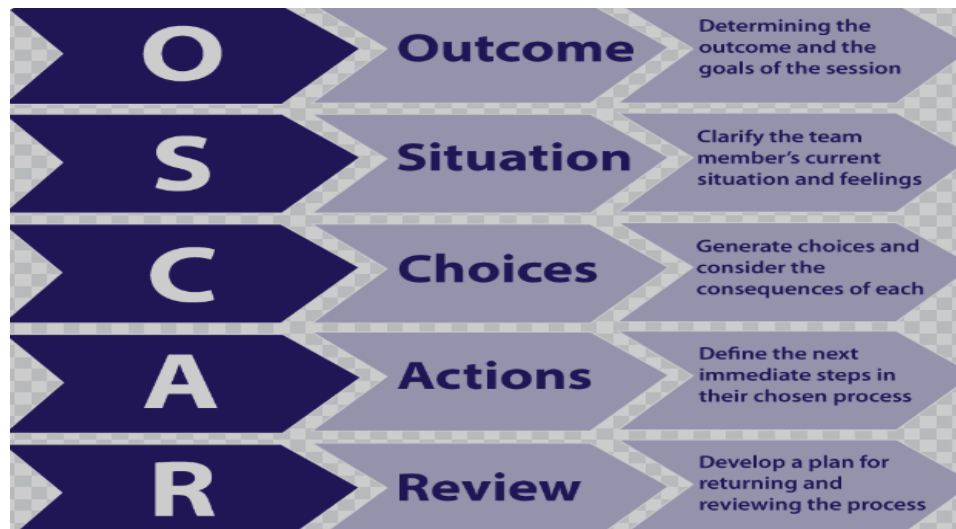 O
Outcome
Determining the
outcome and the
goals of the session
S
Situation
Clarify the team
member's current
situation and feelings
C
Choices
Generate choices and
consider the
consequences of each
A
Actions
Define the next
immediate steps in
their chosen process
R
Review
Develop a plan for
returning and
reviewing the process